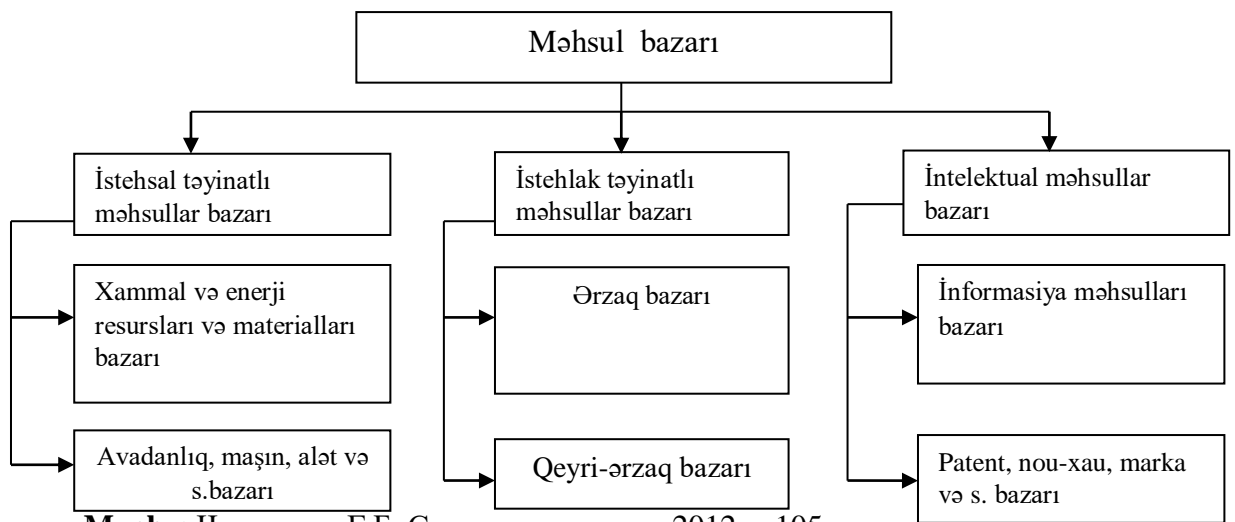 Məhsul bazarı
İstehsal təyinatlı
məhsullar bazarı
İstehlak təyinatlı
məhsullar bazarı
İntelektual məhsullar
bazarı
Xammal və enerji
resursları və materialları
bazarı
Ərzaq bazarı
İnformasiya məhsulları
bazarı
Avadanlıq, maşın, alət və
s.bazarı
Qeyri-ərzaq bazarı
Patent, nou-xau, marka
və s. bazarı
2012